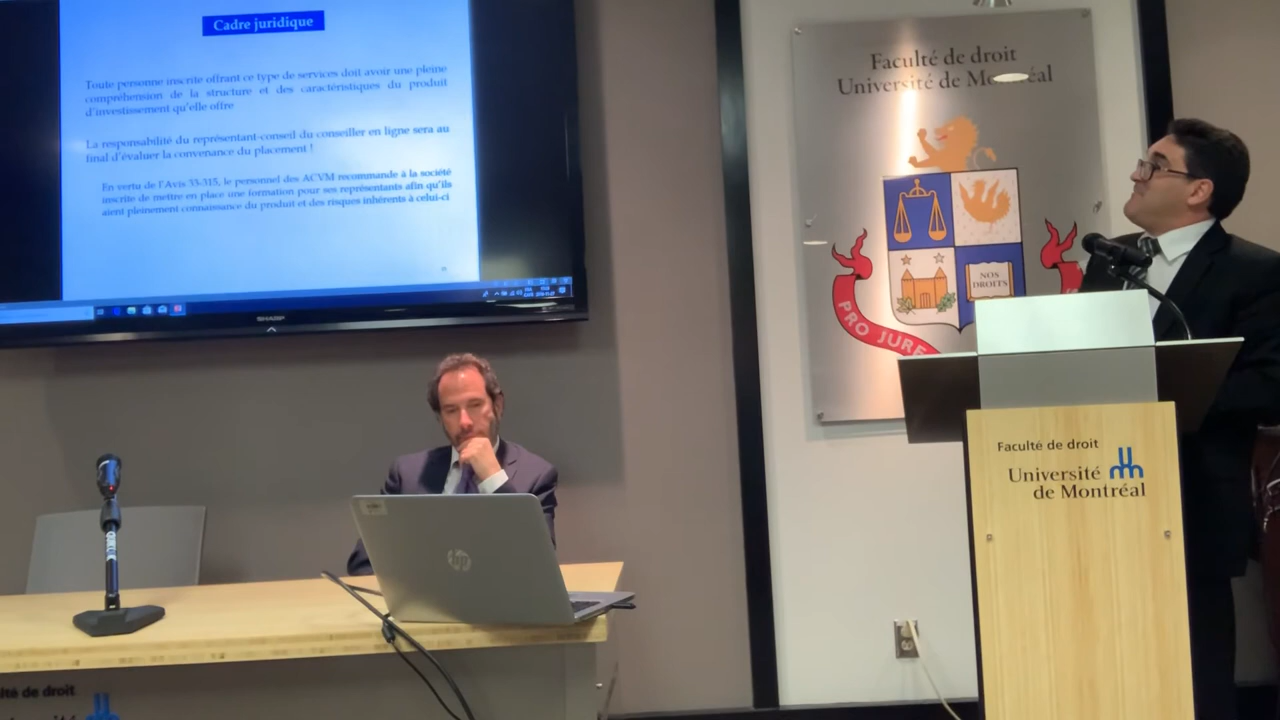 Cadre juridique
Toute personne inscrite offrant ce type de services doit avoir une pleine
compréhension de la structure et des caractéristiques du produit
d'investissement qu'elle offre
La responsabilité du représentant-conseil du conseiller en ligne sera au
final d'évaluer la convenance du placement !
En vertu de l'Avis 33-315, le personnel des ACVM recommande à la société
inscrite de mettre en place une formation pour ses représentants afin qu'ils
aient pleinement connaissance du produit et des risques inhérents à celui-ci
SHARP
Faculté de droit
Université de Montréal
NOS
DROITS
PRO JURE
hp
Faculté de droit
Université
de Montréal
lté de droit